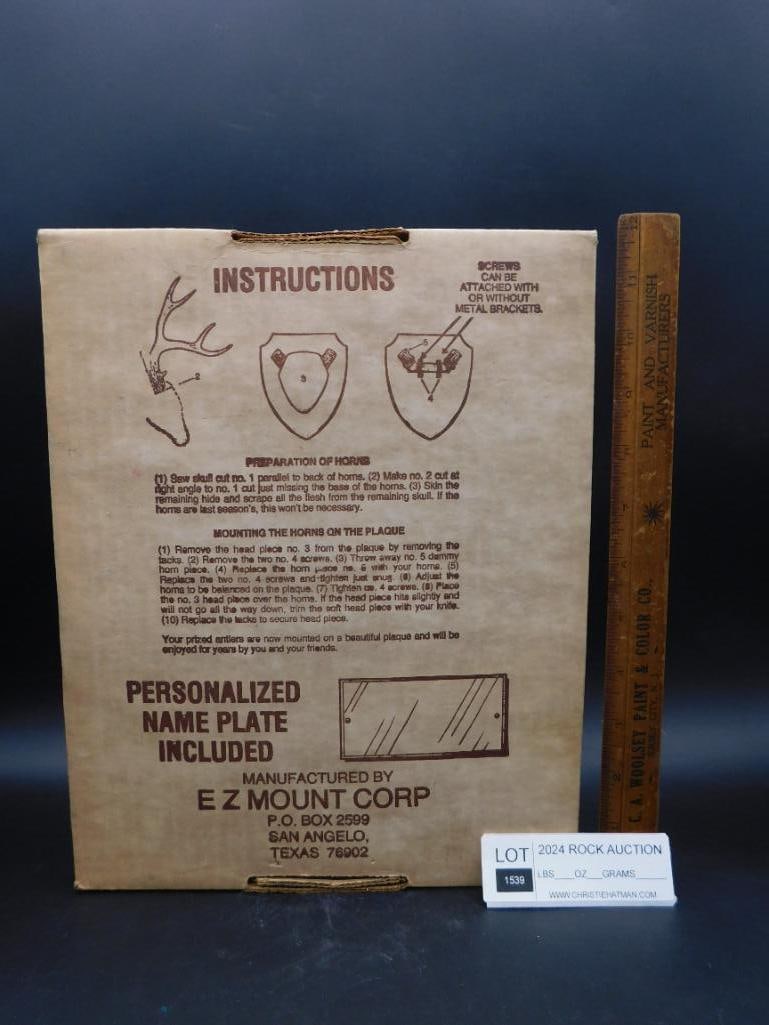 INSTRUCTIONS
SCREWS
CAN BE
ATTACHED WITH
OR WITHOUT
METAL BRACKETS.
2
3
5
4
PREPARATION OF HORNS
(1) Saw skull cut no. 1 parallel to back of horns. (2) Make no. 2 cut at
right angle to no. 1 cut just missing the base of the horns. (3) Skin the
remaining hide and scrape all the flesh from the remaining skull. If the
horns are last season's, this won't be necessary.
MOUNTING THE HORNS ON THE PLAQUE
(1) Remove the head piece no. 3 from the plaque by removing the
tacks. (2) Remove the two no. 4 screws. (3) Throw away no. 5 dummy
horn piece. (4) Replace the horn piece no. 5 with your horns. (5)
Replace the two no. 4 screws and tighten just snug. (6) Adjust the
horns to be balanced on the plaque. (7) Tighten no. 4 screws. (8) Place
the no. 3 head piece over the horns. If the head piece hits slightly and
will not go all the way down, trim the soft head piece with your knife.
(10) Replace the tacks to secure head piece.
Your prized antlers are now mounted on a beautiful plaque and will be
enjoyed for years by you and your friends.
PERSONALIZED
NAME PLATE
INCLUDED
MANUFACTURED BY
E Z MOUNT CORP
P.O. BOX 2599
SAN ANGELO,
TEXAS 76902
PAINT AND VARNISH
MANUFACTURERS
C. A. WOOLSEY PAINT & COLOR CO.,
JERSEY CITY, N. J.
LOT
1539
2024 ROCK AUCTION
LBS___OZ___GRAMS______
WWW.CHRISTIEHATMAN.COM